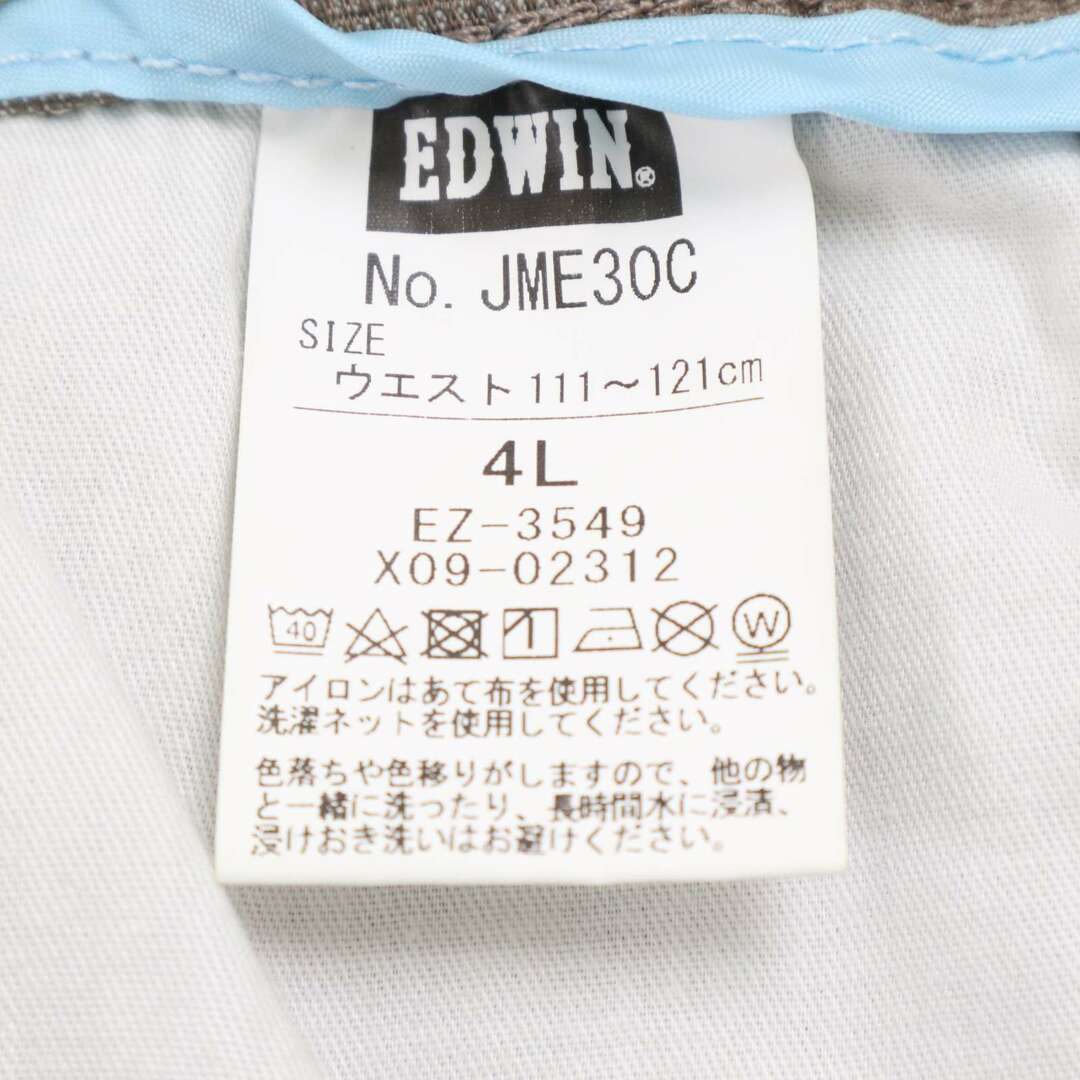 EDWIN®
No. JME30C
SIZE
ウエスト111～121cm
4L
EZ-3549
X09-02312
40 1 W
アイロンはあて布を使用してください。
洗濯ネットを使用してください。
色落ちや色移りがしますので、他の物
と一緒に洗ったり、長時間水に浸漬、
浸けおき洗いはお避けください。